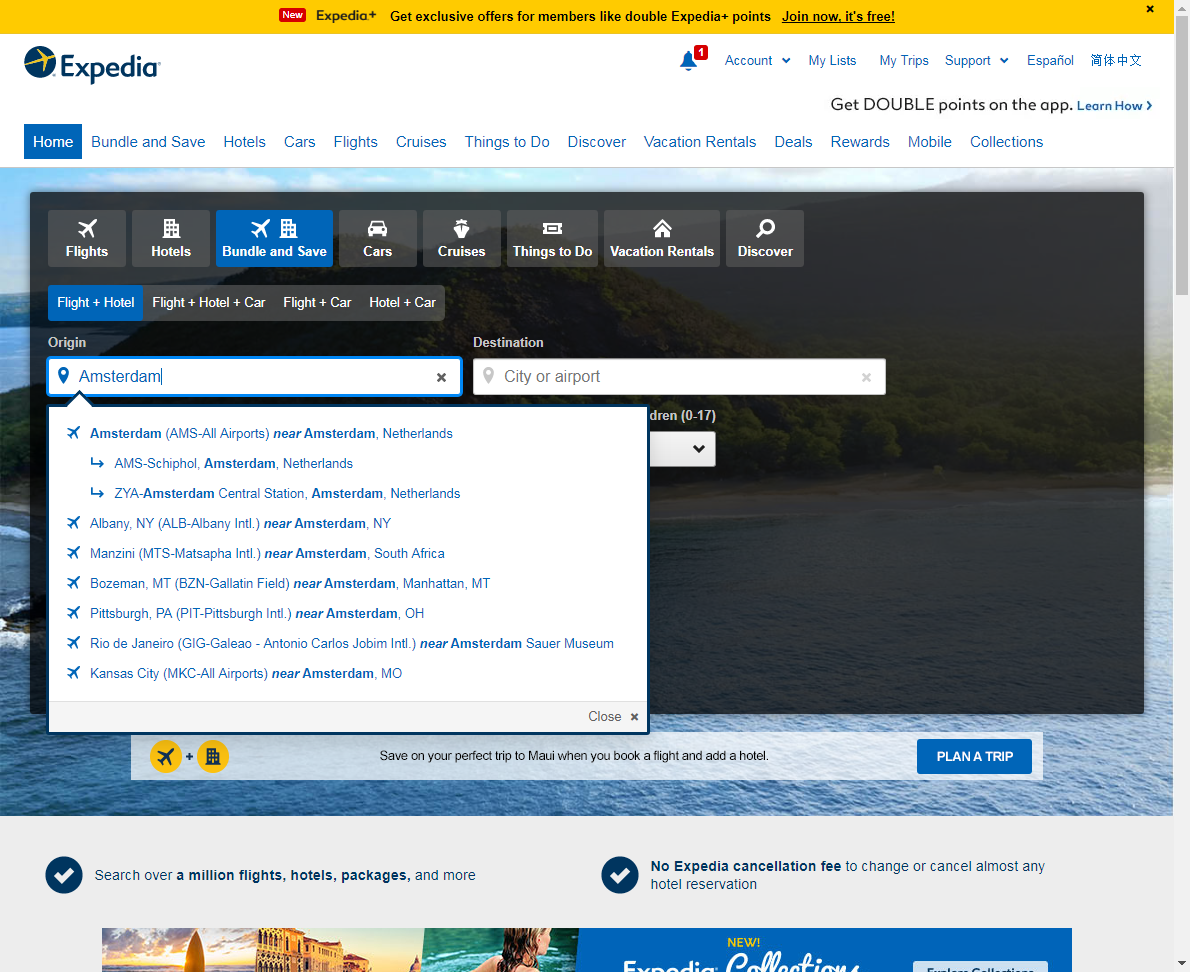 New Expedia+ Get exclusive offers for members like double Expedia+ points Join now, it's free!
Expedia
1 Account My Lists My Trips Support Español 简体中文
Get DOUBLE points on the app. Learn How
Home Bundle and Save Hotels Cars Flights Cruises Things to Do Discover Vacation Rentals Deals Rewards Mobile Collections
Flights Hotels Bundle and Save Cars Cruises Things to Do Vacation Rentals Discover
Flight + Hotel Flight + Hotel + Car Flight + Car Hotel + Car
Origin Destination
Amsterdam City or airport
dren (0-17)
Amsterdam (AMS-All Airports) near Amsterdam, Netherlands
AMS-Schiphol, Amsterdam, Netherlands
ZYA-Amsterdam Central Station, Amsterdam, Netherlands
Albany, NY (ALB-Albany Intl.) near Amsterdam, NY
Manzini (MTS-Matsapha Intl.) near Amsterdam, South Africa
Bozeman, MT (BZN-Gallatin Field) near Amsterdam, Manhattan, MT
Pittsburgh, PA (PIT-Pittsburgh Intl.) near Amsterdam, OH
Rio de Janeiro (GIG-Galeao - Antonio Carlos Jobim Intl.) near Amsterdam Sauer Museum
Kansas City (MKC-All Airports) near Amsterdam, MO
Close
+ Save on your perfect trip to Maui when you book a flight and add a hotel. PLAN A TRIP
Search over a million flights, hotels, packages, and more
No Expedia cancellation fee to change or cancel almost any
hotel reservation
NEW!
Expedia Collections Explore Collections